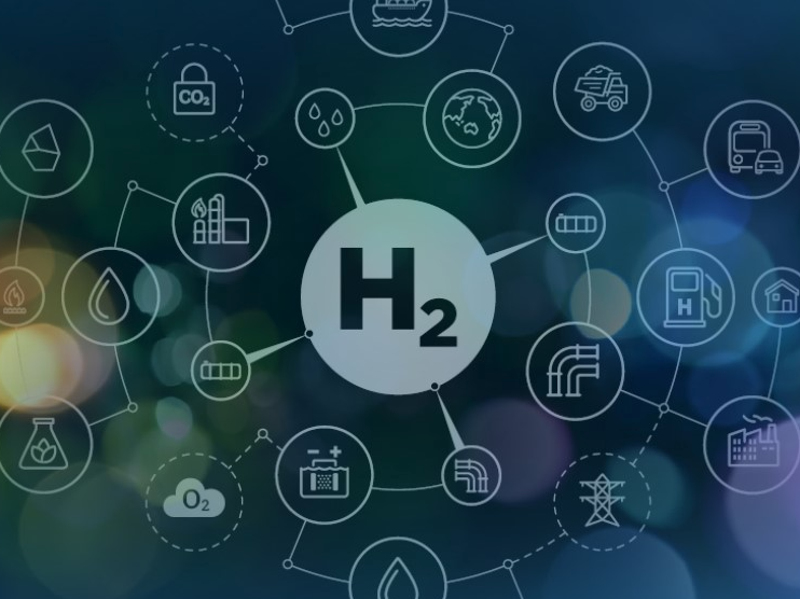 CO₂
H₂
H
- +
O₂